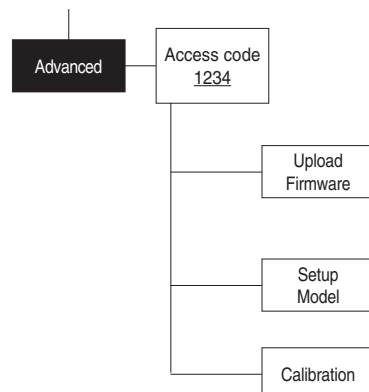 Advanced
Access code
1234
Upload
Firmware
Setup
Model
Calibration